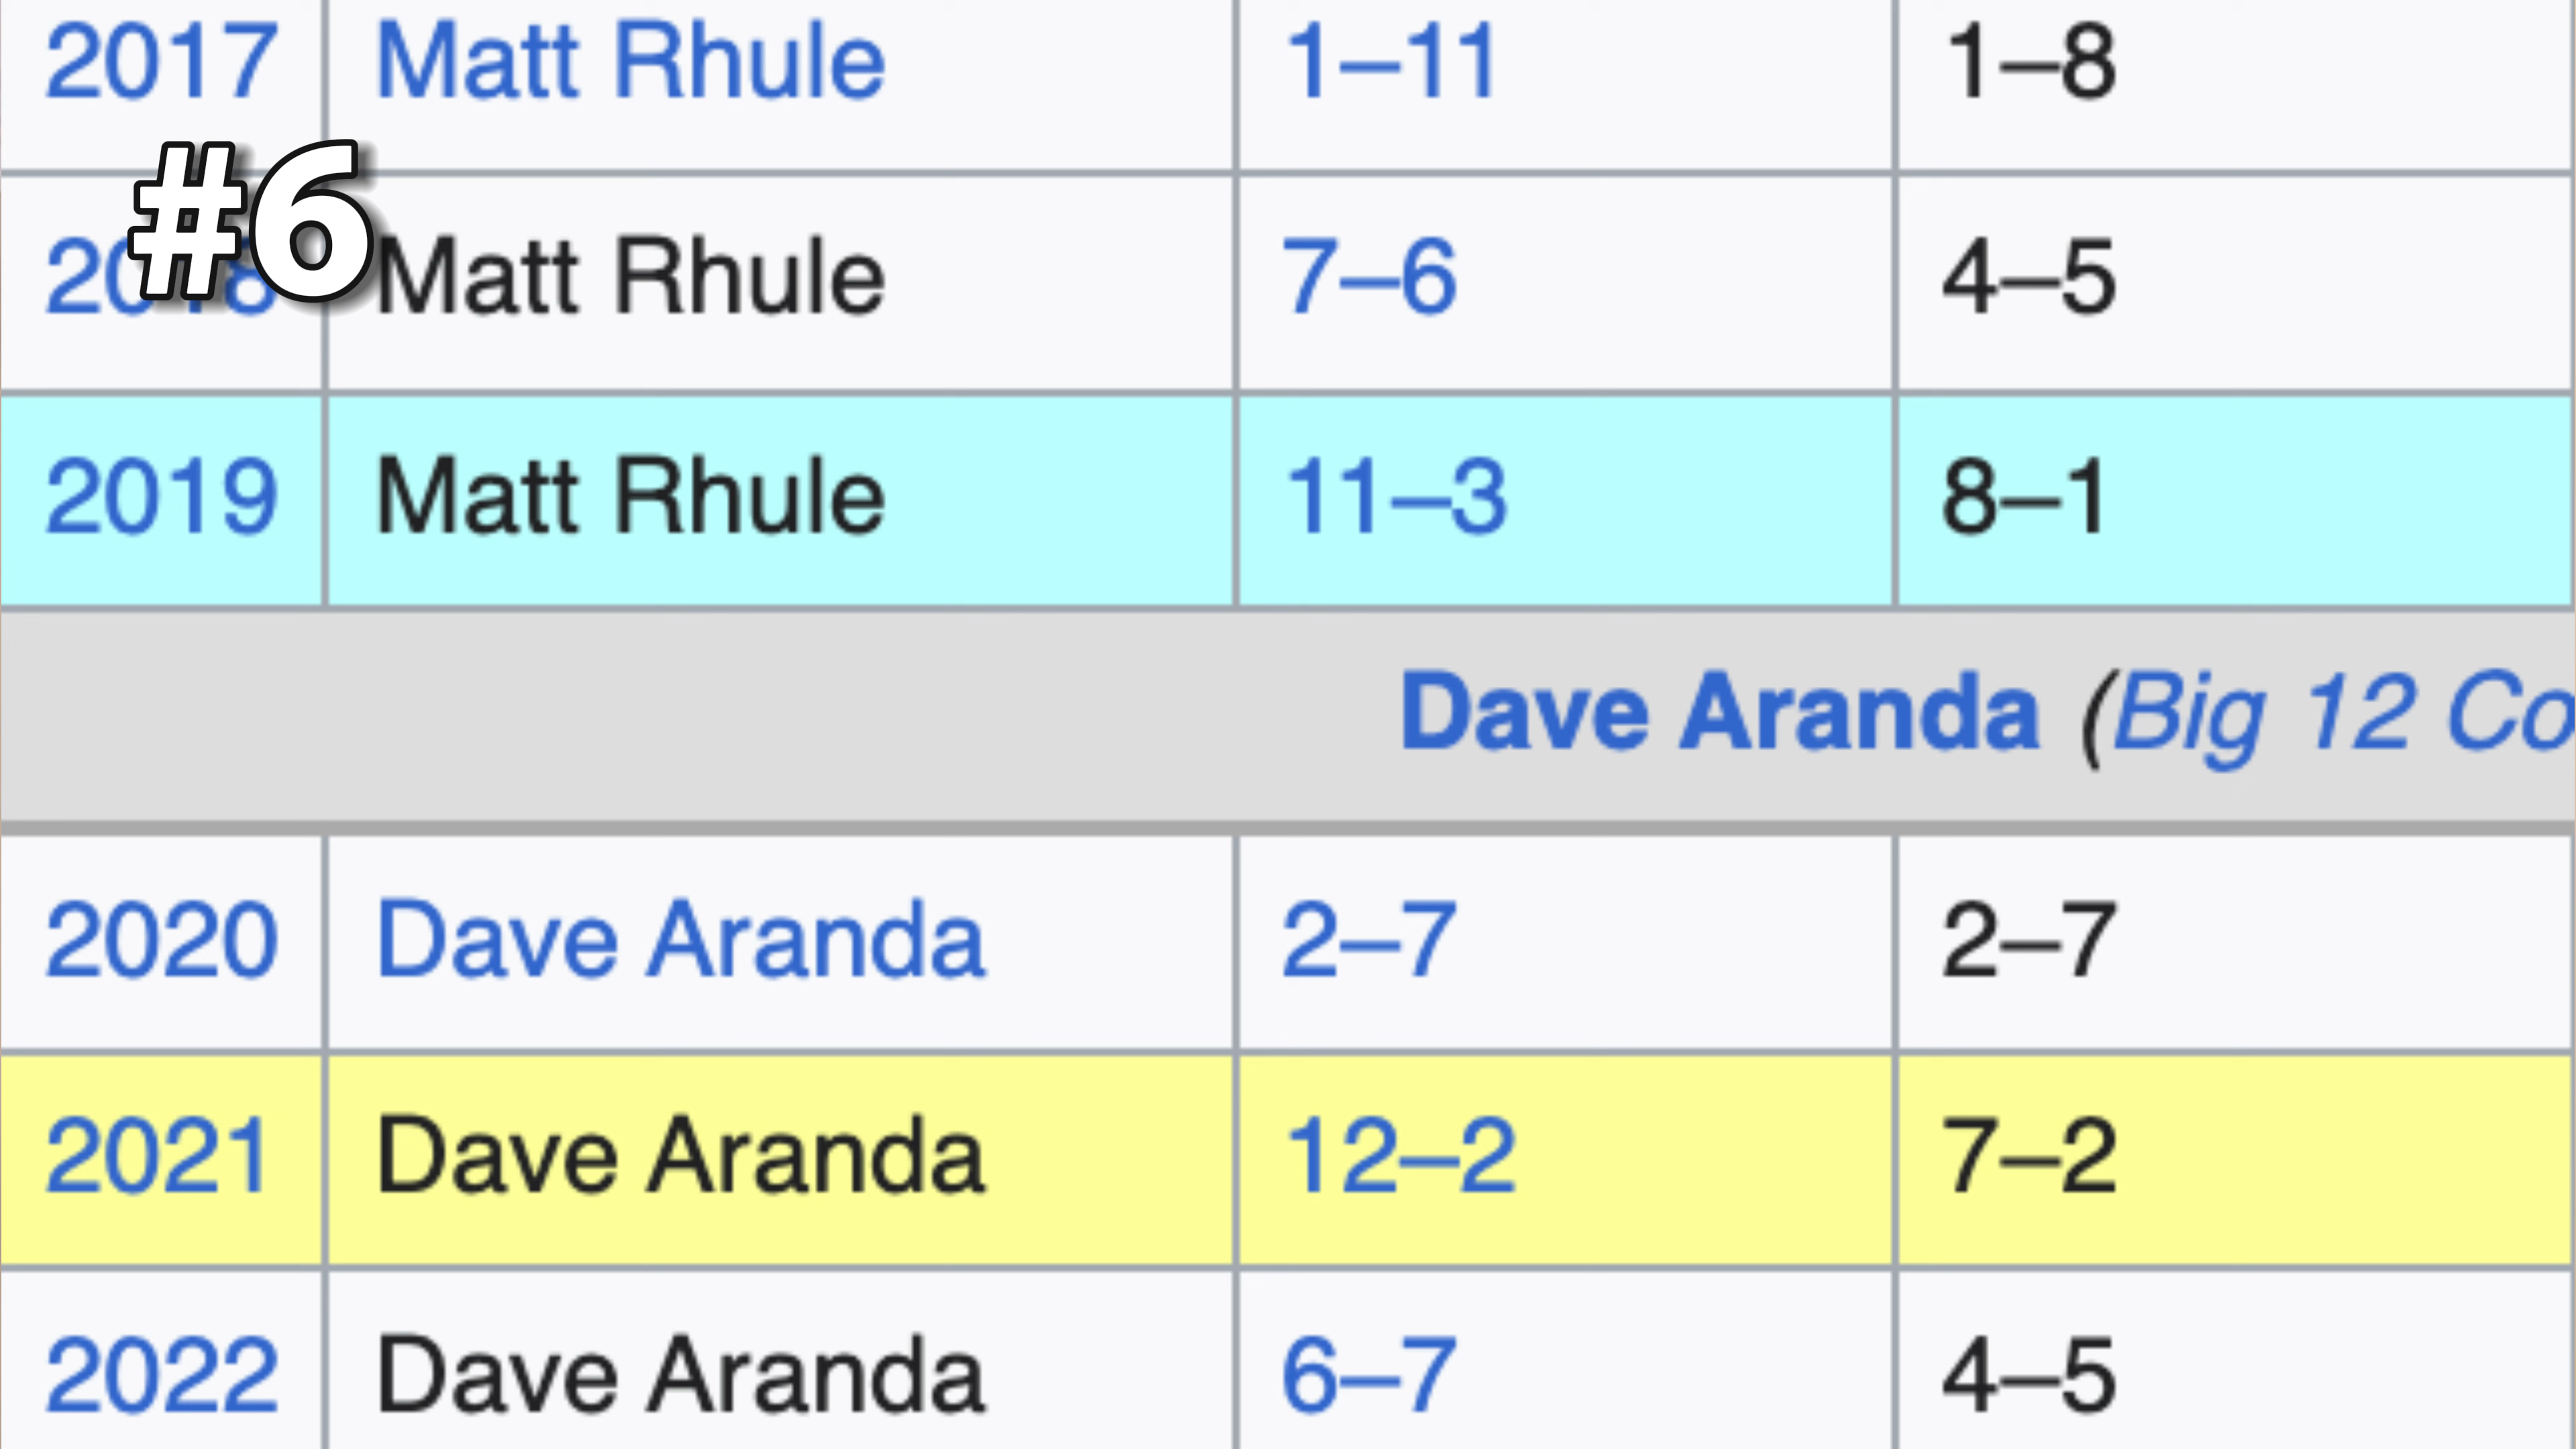 2017 Matt Rhule 1–11 1–8
#6
2018 Matt Rhule 7–6 4–5
2019 Matt Rhule 11–3 8–1
Dave Aranda (Big 12 Co
2020 Dave Aranda 2–7 2–7
2021 Dave Aranda 12–2 7–2
2022 Dave Aranda 6–7 4–5